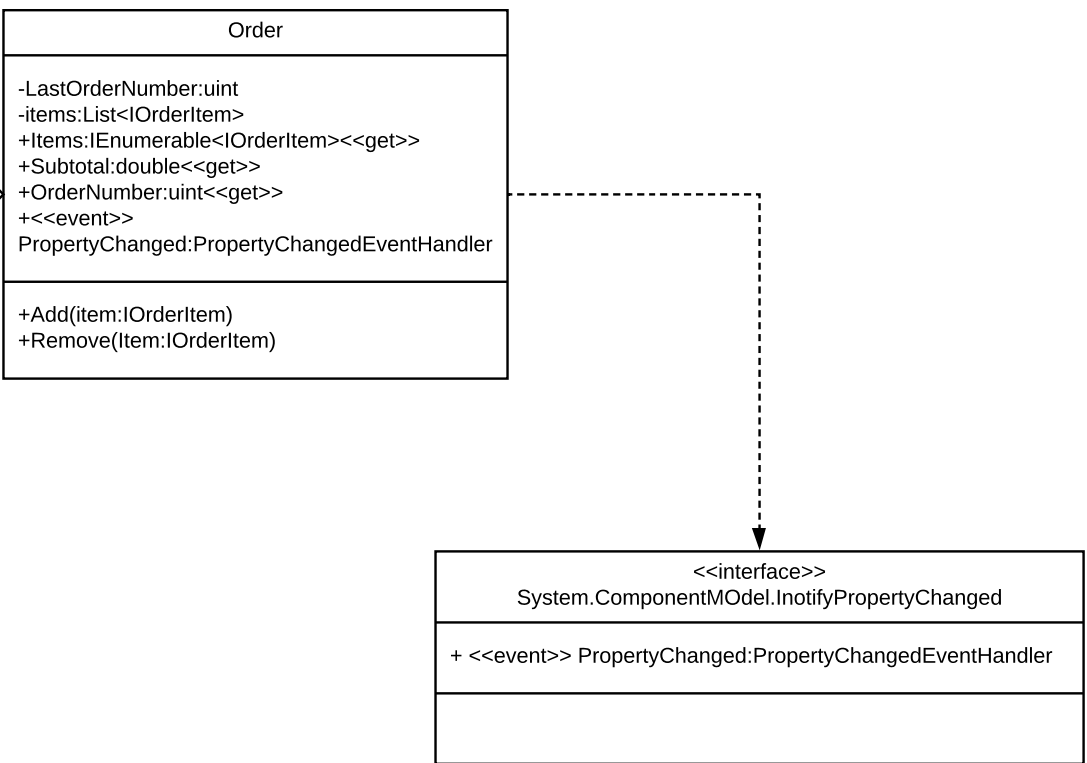 Order
-LastOrderNumber:uint
-items:List<IOrderItem>
+Items:IEnumerable<IOrderItem><<get>>
+Subtotal:double<<get>>
+OrderNumber:uint<<get>>
+<<event>>
PropertyChanged:PropertyChangedEventHandler
+Add(item:IOrderItem)
+Remove(Item:IOrderItem)
<<interface>>
System.ComponentMOdel.InotifyPropertyChanged
+ <<event>> PropertyChanged:PropertyChangedEventHandler